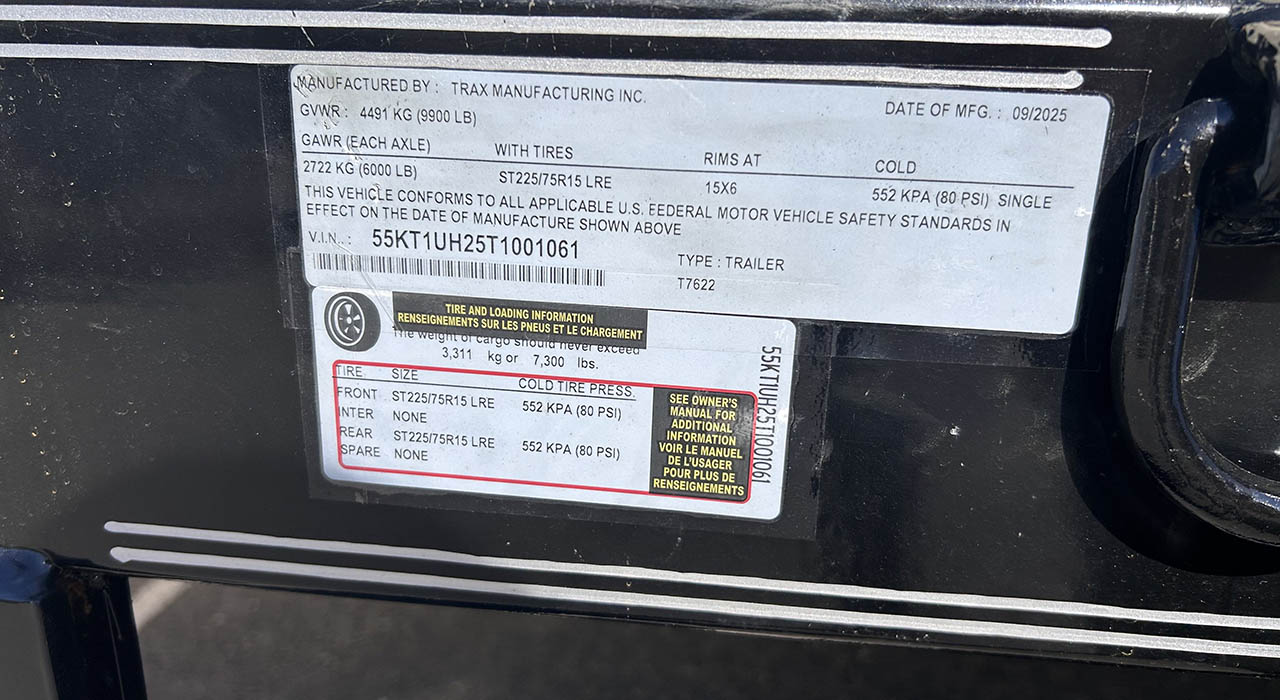 MANUFACTURED BY : TRAX MANUFACTURING INC.
GVWR : 4491 KG (9900 LB) DATE OF MFG. : 09/2025
GAWR (EACH AXLE) WITH TIRES RIMS AT COLD
2722 KG (6000 LB) ST225/75R15 LRE 15X6 552 KPA (80 PSI) SINGLE
THIS VEHICLE CONFORMS TO ALL APPLICABLE U.S. FEDERAL MOTOR VEHICLE SAFETY STANDARDS IN
EFFECT ON THE DATE OF MANUFACTURE SHOWN ABOVE
V.I.N.. : 55KT1UH25T1001061
TYPE : TRAILER
T7622
TIRE AND LOADING INFORMATION
RENSEIGNEMENTS SUR LES PNEUS ET LE CHARGEMENT
The weight of cargo should never exceed
3,311 kg or 7,300 lbs.
TIRE SIZE COLD TIRE PRESS.
FRONT ST225/75R15 LRE 552 KPA (80 PSI)
INTER NONE
REAR ST225/75R15 LRE 552 KPA (80 PSI)
SPARE NONE
SEE OWNER'S
MANUAL FOR
ADDITIONAL
INFORMATION
VOIR LE MANUEL
DE L'USAGER
POUR PLUS DE
RENSEIGNEMENTS
55KT1UH25T1001061